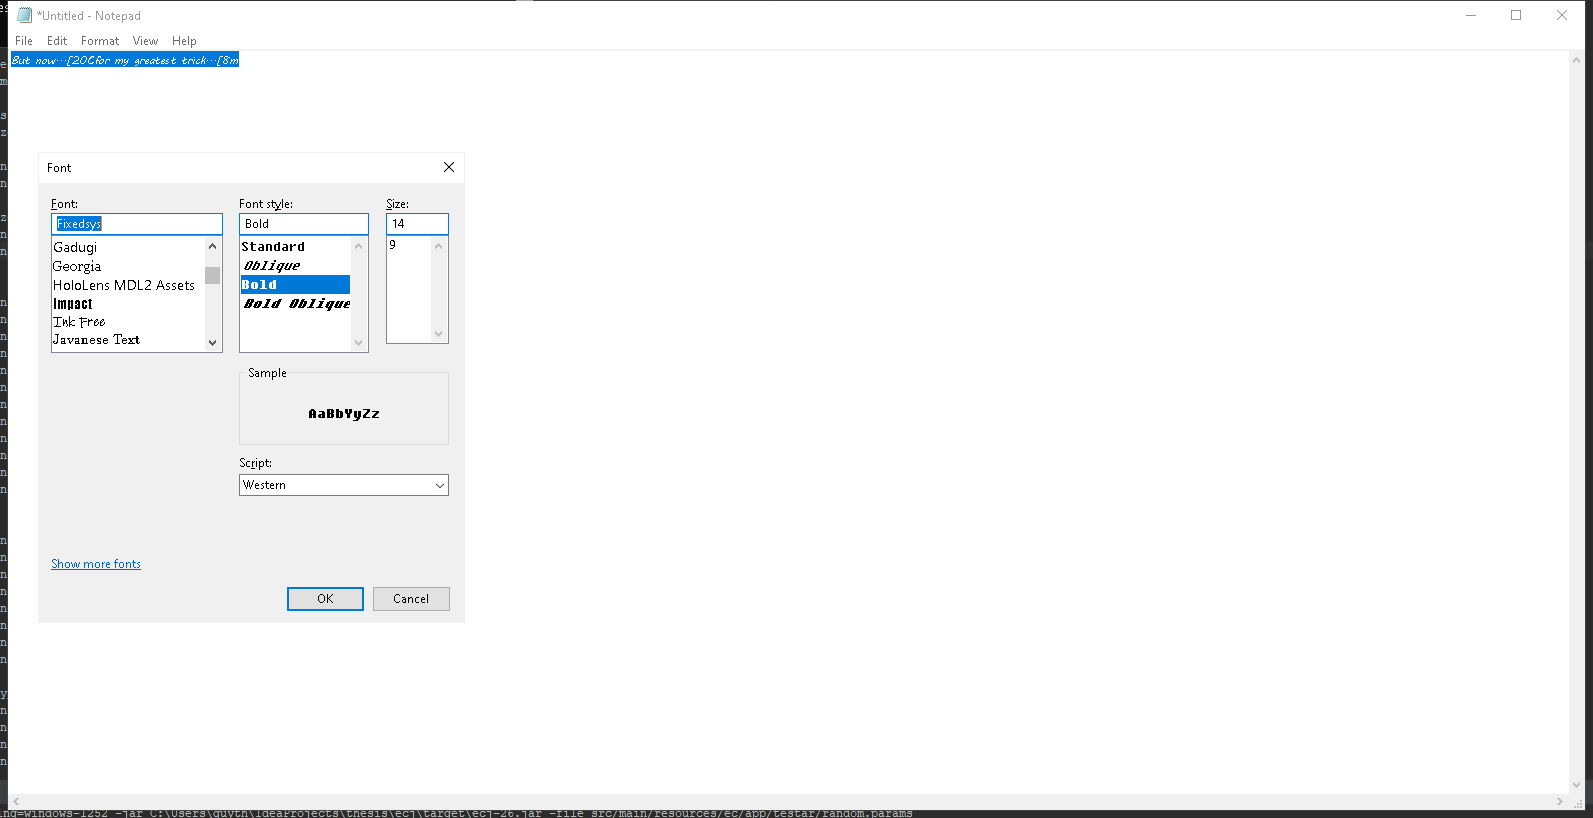 *Untitled - Notepad
File Edit Format View Help
But now...[20Cfor my greatest trick...[8m
Font
Font: Font style: Size:
Fixedsys Bold 14
Gadugi Standard 9
Georgia Oblique
HoloLens MDL2 Assets Bold
Impact Bold Oblique
Ink Free
Javanese Text
Sample
AaBbYyZz
Script:
Western
Show more fonts
OK Cancel
ing=windows-1252 -jar C:\Users\guyth\IdeaProjects\thesis\ecj\target\ecj-26.jar -file src/main/resources/ec/app/testar/random.params